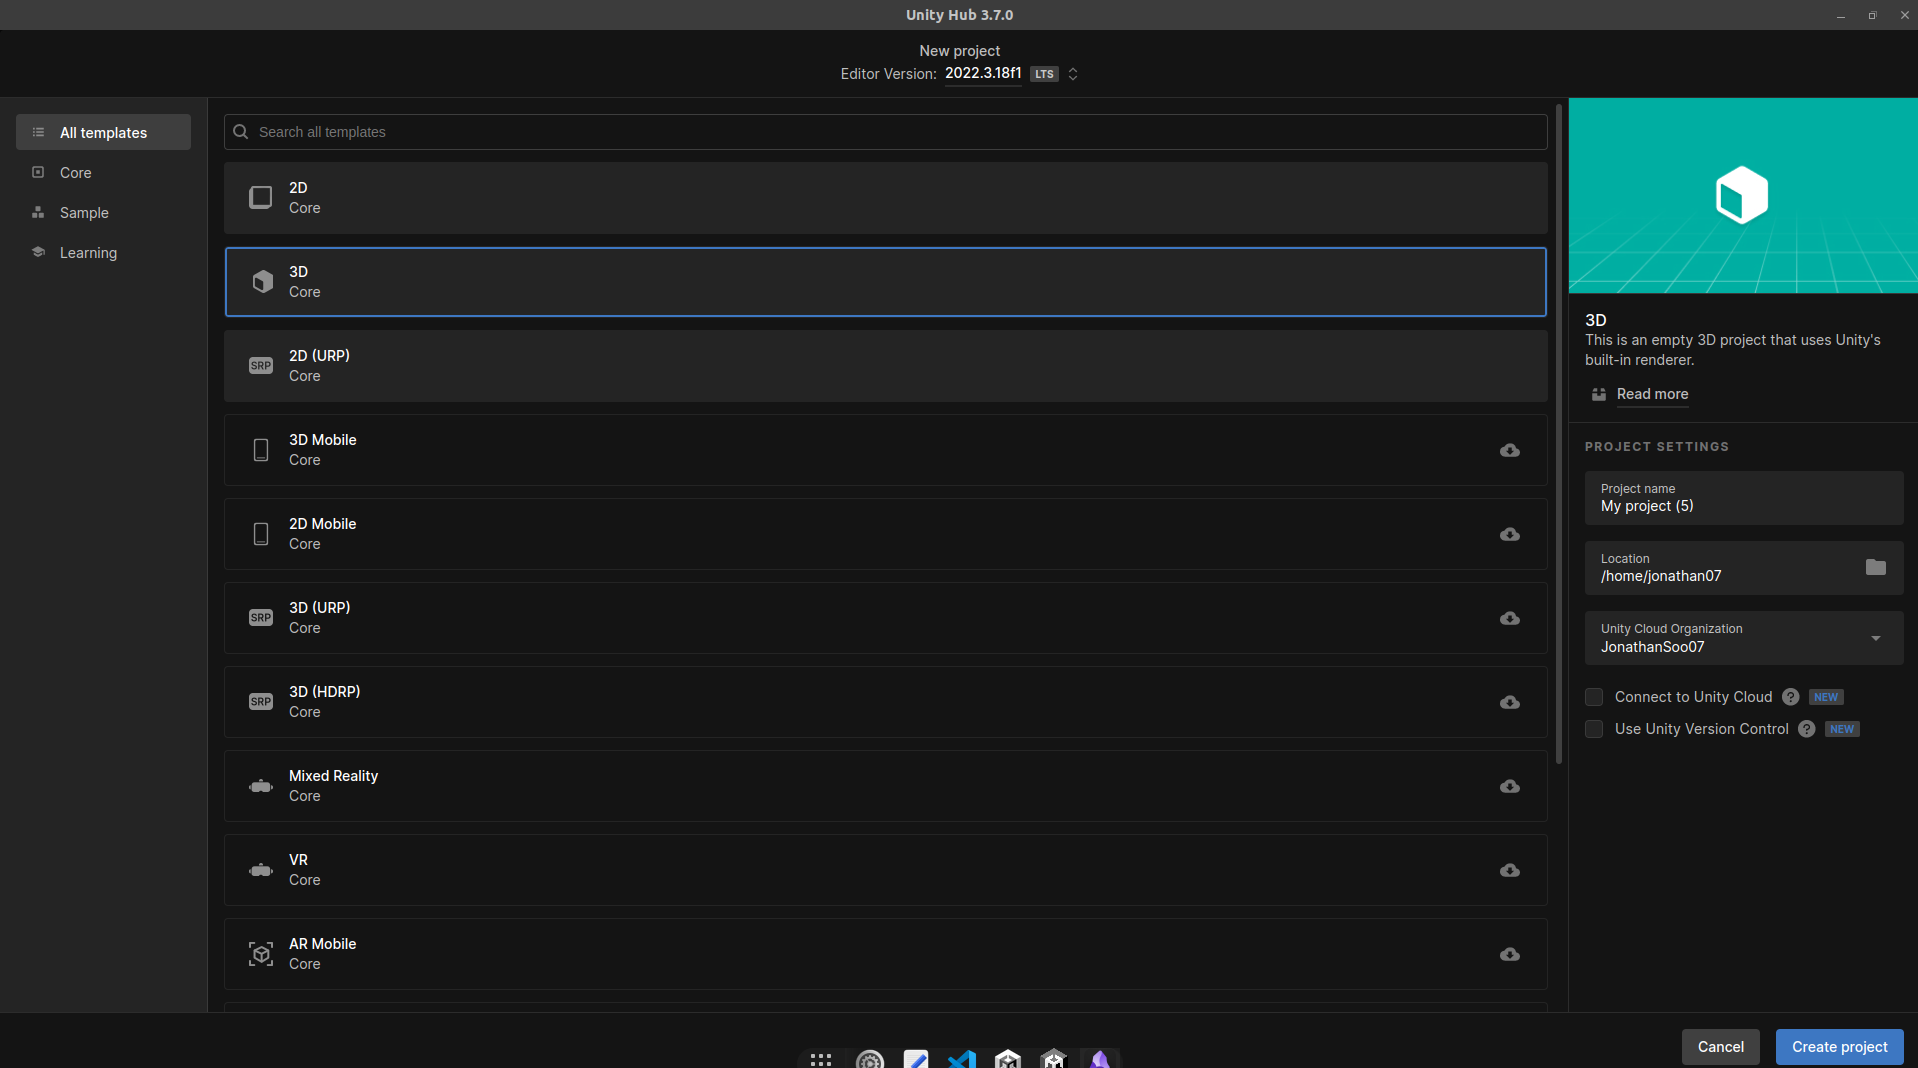 Unity Hub 3.7.0
New project
Editor Version: 2022.3.18f1 LTS
All templates
Core
Sample
Learning
Search all templates
2D
Core
3D
Core
SRP
2D (URP)
Core
3D Mobile
Core
2D Mobile
Core
SRP
3D (URP)
Core
SRP
3D (HDRP)
Core
Mixed Reality
Core
VR
Core
AR Mobile
Core
3D
This is an empty 3D project that uses Unity's
built-in renderer.
Read more
PROJECT SETTINGS
Project name
My project (5)
Location
/home/jonathan07
Unity Cloud Organization
JonathanSoo07
Connect to Unity Cloud ? NEW
Use Unity Version Control ? NEW
Cancel
Create project